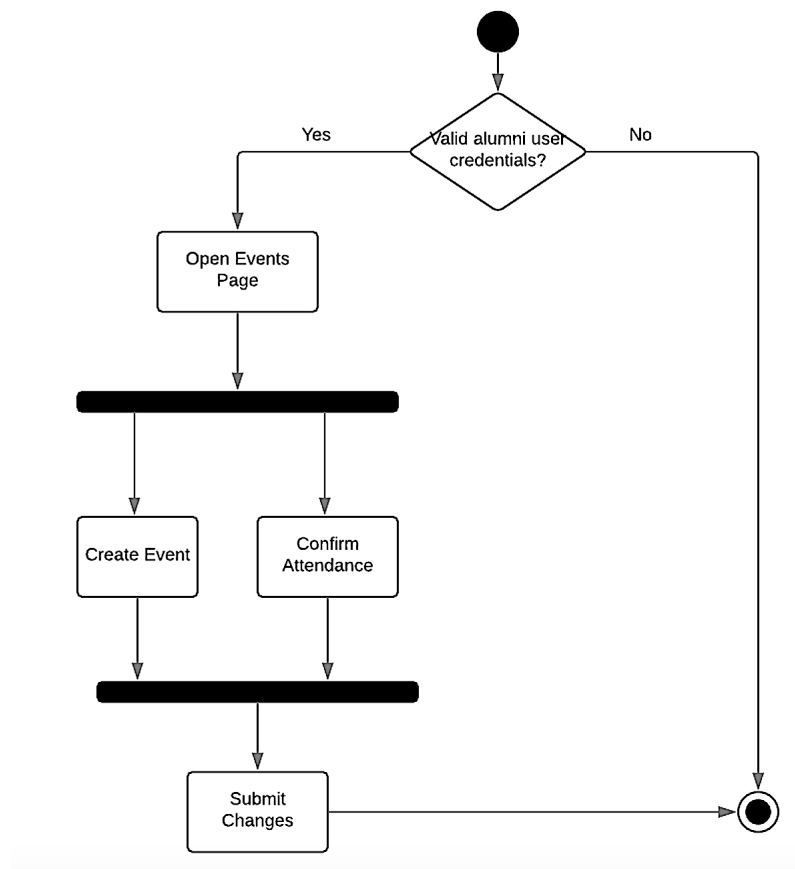 Valid alumni user
credentials?
Yes
No
Open Events
Page
Create Event
Confirm
Attendance
Submit
Changes